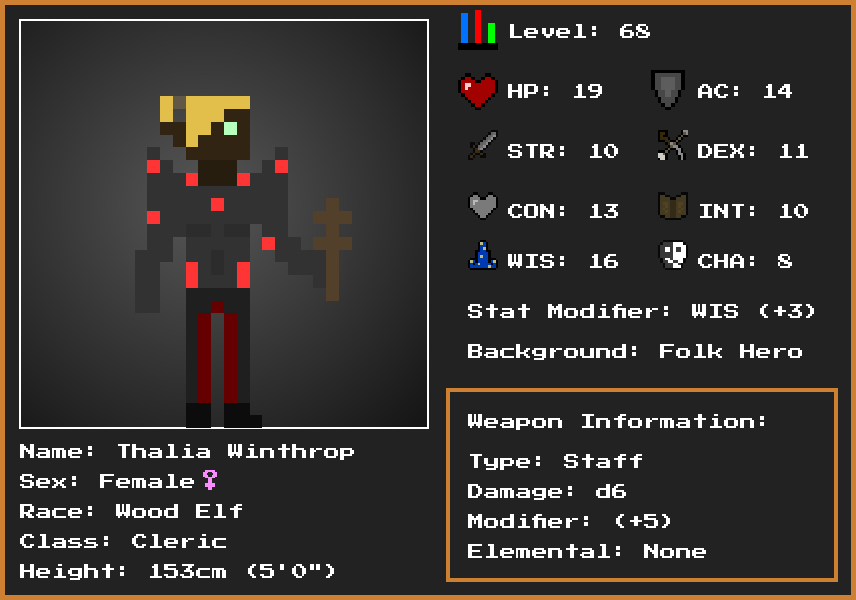 Level: 68
HP: 19 AC: 14
STR: 10 DEX: 11
CON: 13 INT: 10
WIS: 16 CHA: 8
Stat Modifier: WIS (+3)
Background: Folk Hero
Weapon Information:
Type: Staff
Damage: d6
Modifier: (+5)
Elemental: None
Name: Thalia Winthrop
Sex: Female♀
Race: Wood Elf
Class: Cleric
Height: 153cm (5'0")